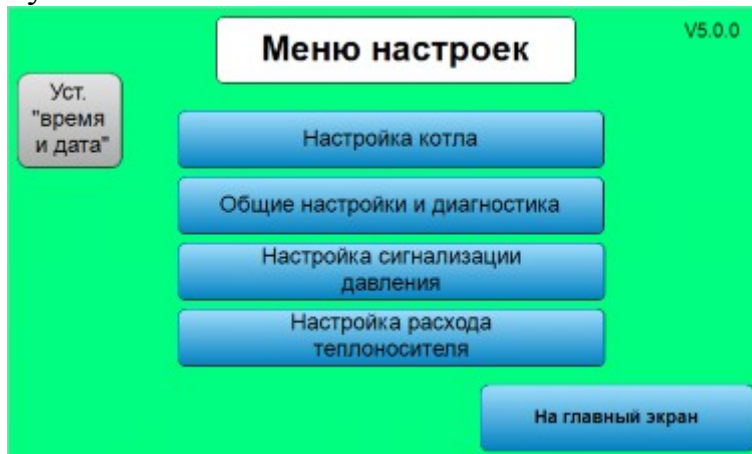 Меню настроек
V5.0.0
Уст.
"время
и дата"
Настройка котла
Общие настройки и диагностика
Настройка сигнализации
давления
Настройка расхода
теплоносителя
На главный экран